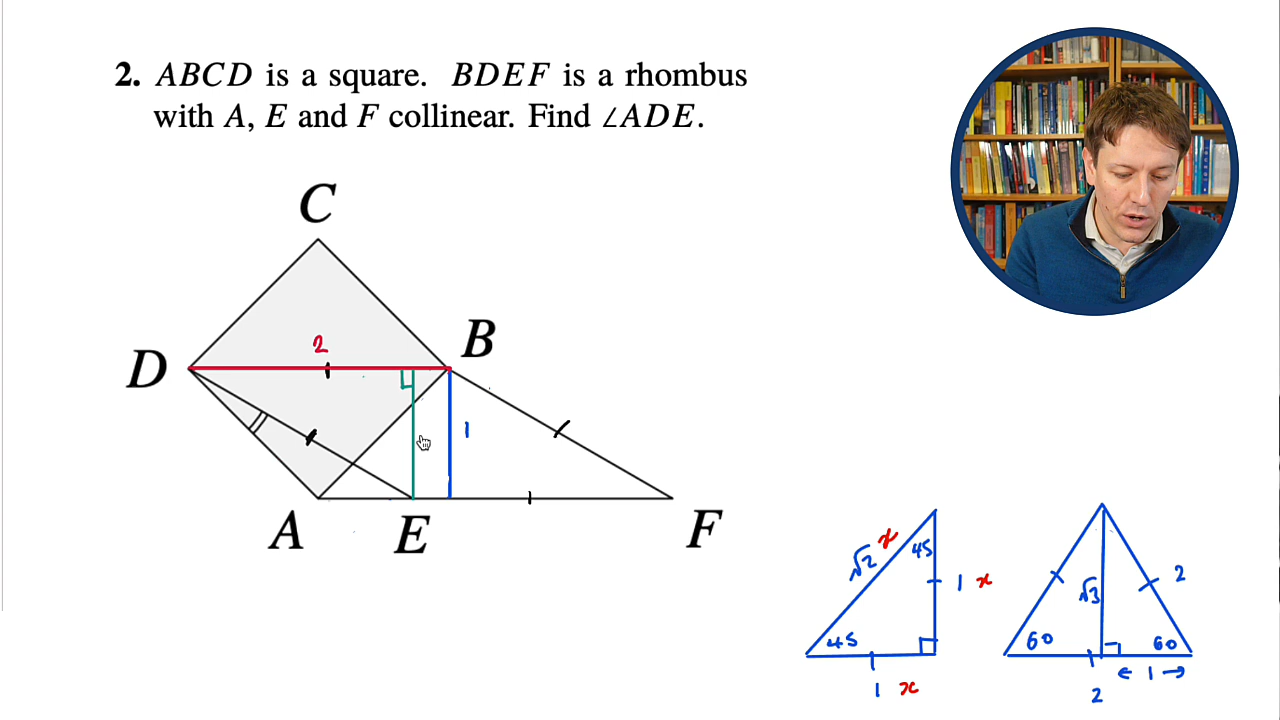 2. ABCD is a square. BDEF is a rhombus
with A, E and F collinear. Find ∠ADE.
C
2
B
D
1
A
E
F
√2 x
45
1 x
45
1 x
√3
2
60
60
← 1 →
2